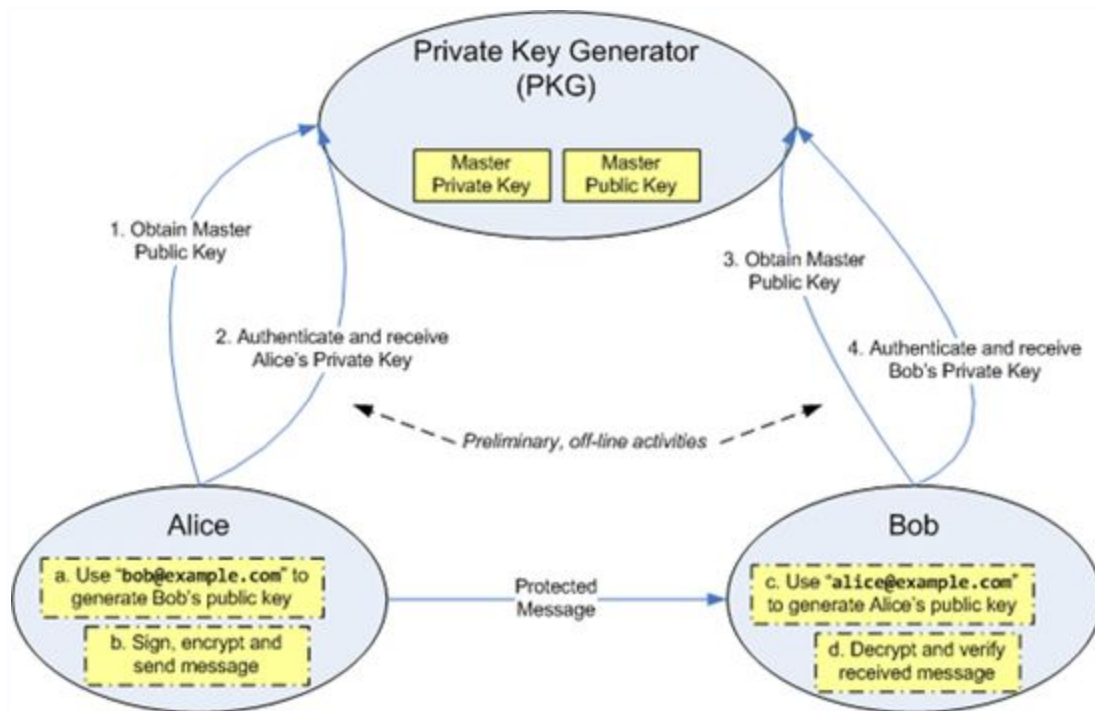 Private Key Generator
(PKG)
Master
Private Key
Master
Public Key
1. Obtain Master
Public Key
2. Authenticate and receive
Alice's Private Key
3. Obtain Master
Public Key
4. Authenticate and receive
Bob's Private Key
Preliminary, off-line activities
Alice
a. Use "bob@example.com" to
generate Bob's public key
b. Sign, encrypt and
send message
Protected
Message
Bob
c. Use "alice@example.com"
to generate Alice's public key
d. Decrypt and verify
received message